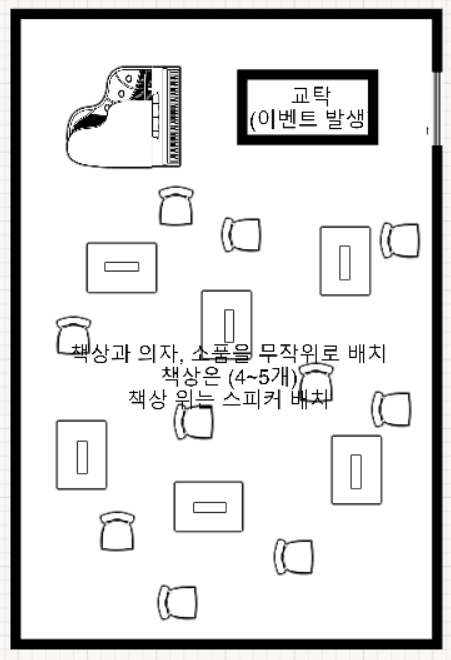 교탁
(이벤트 발생
책상과 의자, 소품을 무작위로 배치
책상은 (4~5개)
책상 위는 스피커 배치